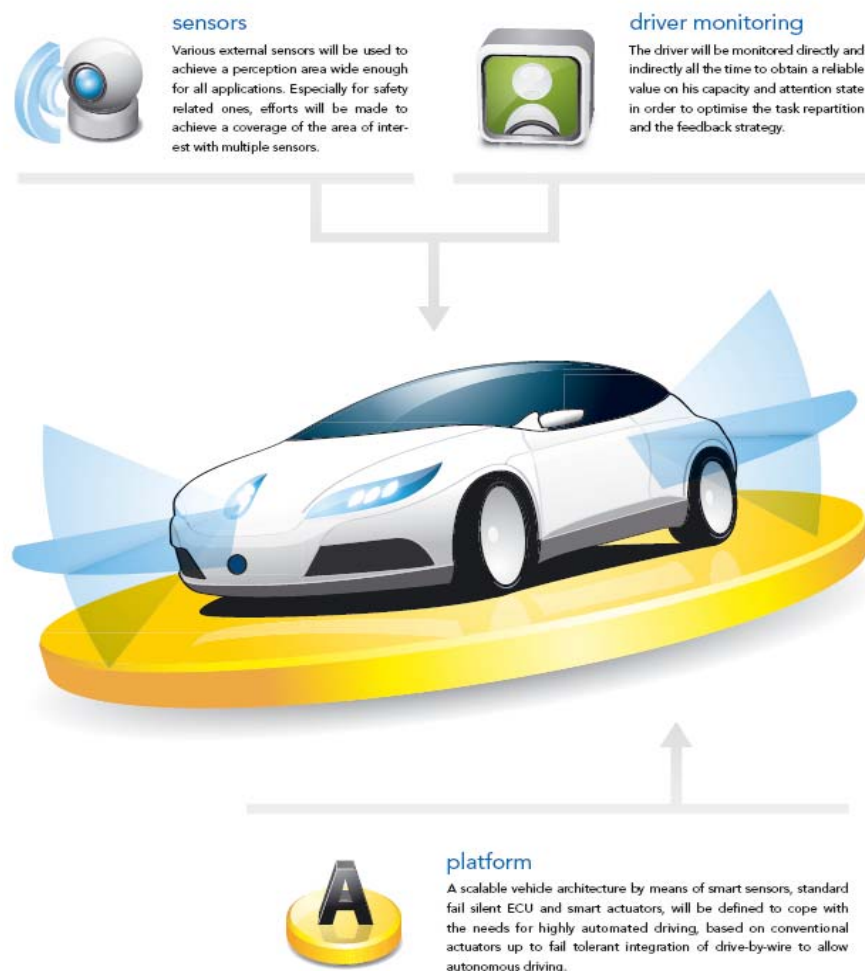 sensors
Various external sensors will be used to
achieve a perception area wide enough
for all applications. Especially for safety
related ones, efforts will be made to
achieve a coverage of the area of inter-
est with multiple sensors.
driver monitoring
The driver will be monitored directly and
indirectly all the time to obtain a reliable
value on his capacity and attention state
in order to optimise the task repartition
and the feedback strategy.
A
platform
A scalable vehicle architecture by means of smart sensors, standard
fail silent ECU and smart actuators, will be defined to cope with
the needs for highly automated driving, based on conventional
actuators up to fail tolerant integration of drive-by-wire to allow
autonomous driving.